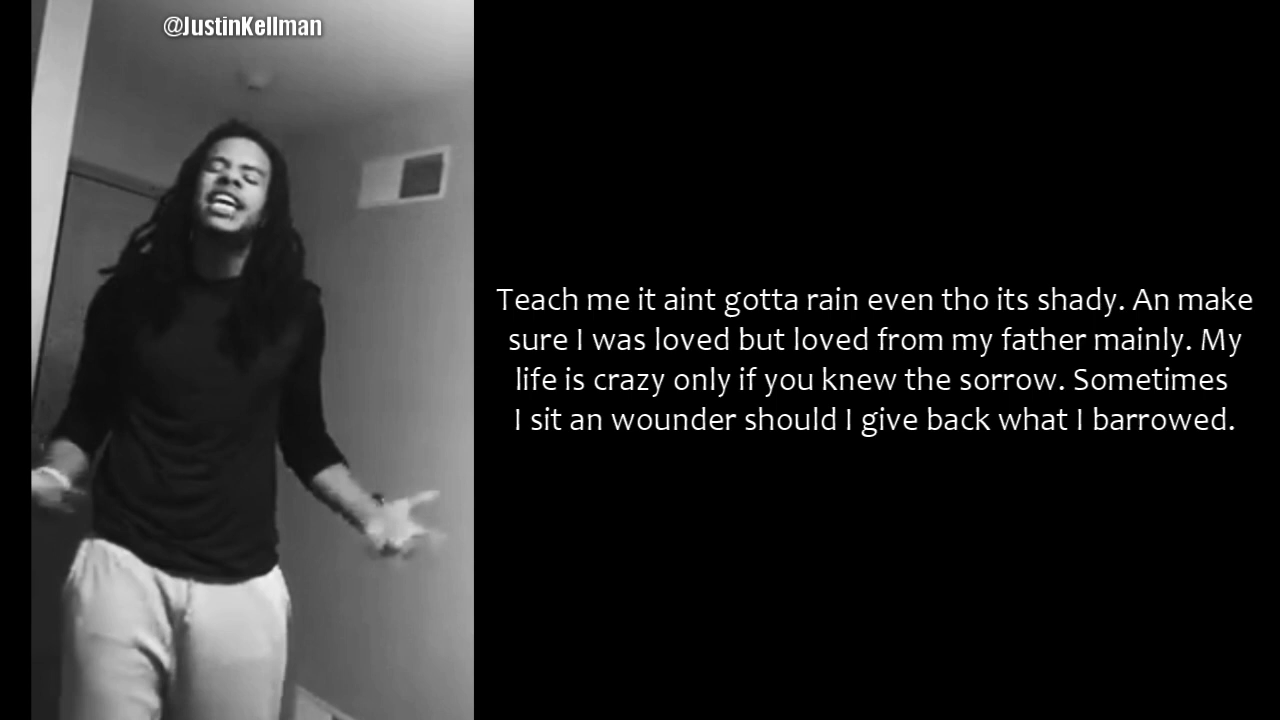 @JustinKellman
Teach me it aint gotta rain even tho its shady. An make
sure I was loved but loved from my father mainly. My
life is crazy only if you knew the sorrow. Sometimes
I sit an wounder should I give back what I barrowed.